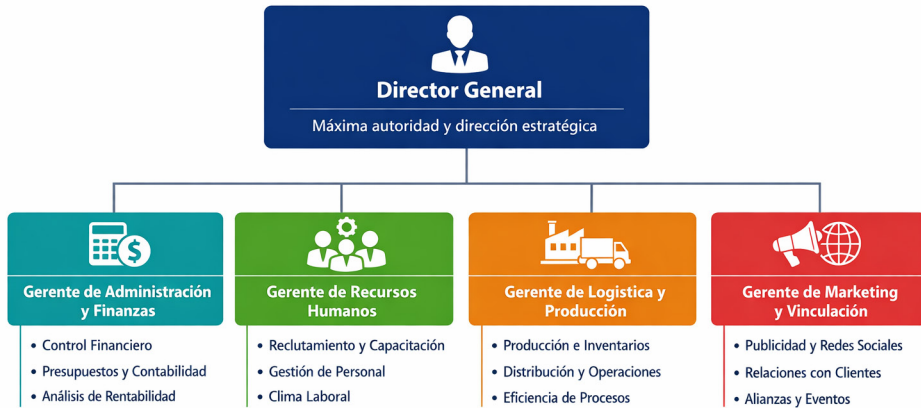 Director General
Máxima autoridad y dirección estratégica
$
Gerente de Administración
y Finanzas
• Control Financiero
• Presupuestos y Contabilidad
• Análisis de Rentabilidad
Gerente de Recursos
Humanos
• Reclutamiento y Capacitación
• Gestión de Personal
• Clima Laboral
Gerente de Logistica y
Producción
• Producción e Inventarios
• Distribución y Operaciones
• Eficiencia de Procesos
Gerente de Marketing
y Vinculación
• Publicidad y Redes Sociales
• Relaciones con Clientes
• Alianzas y Eventos